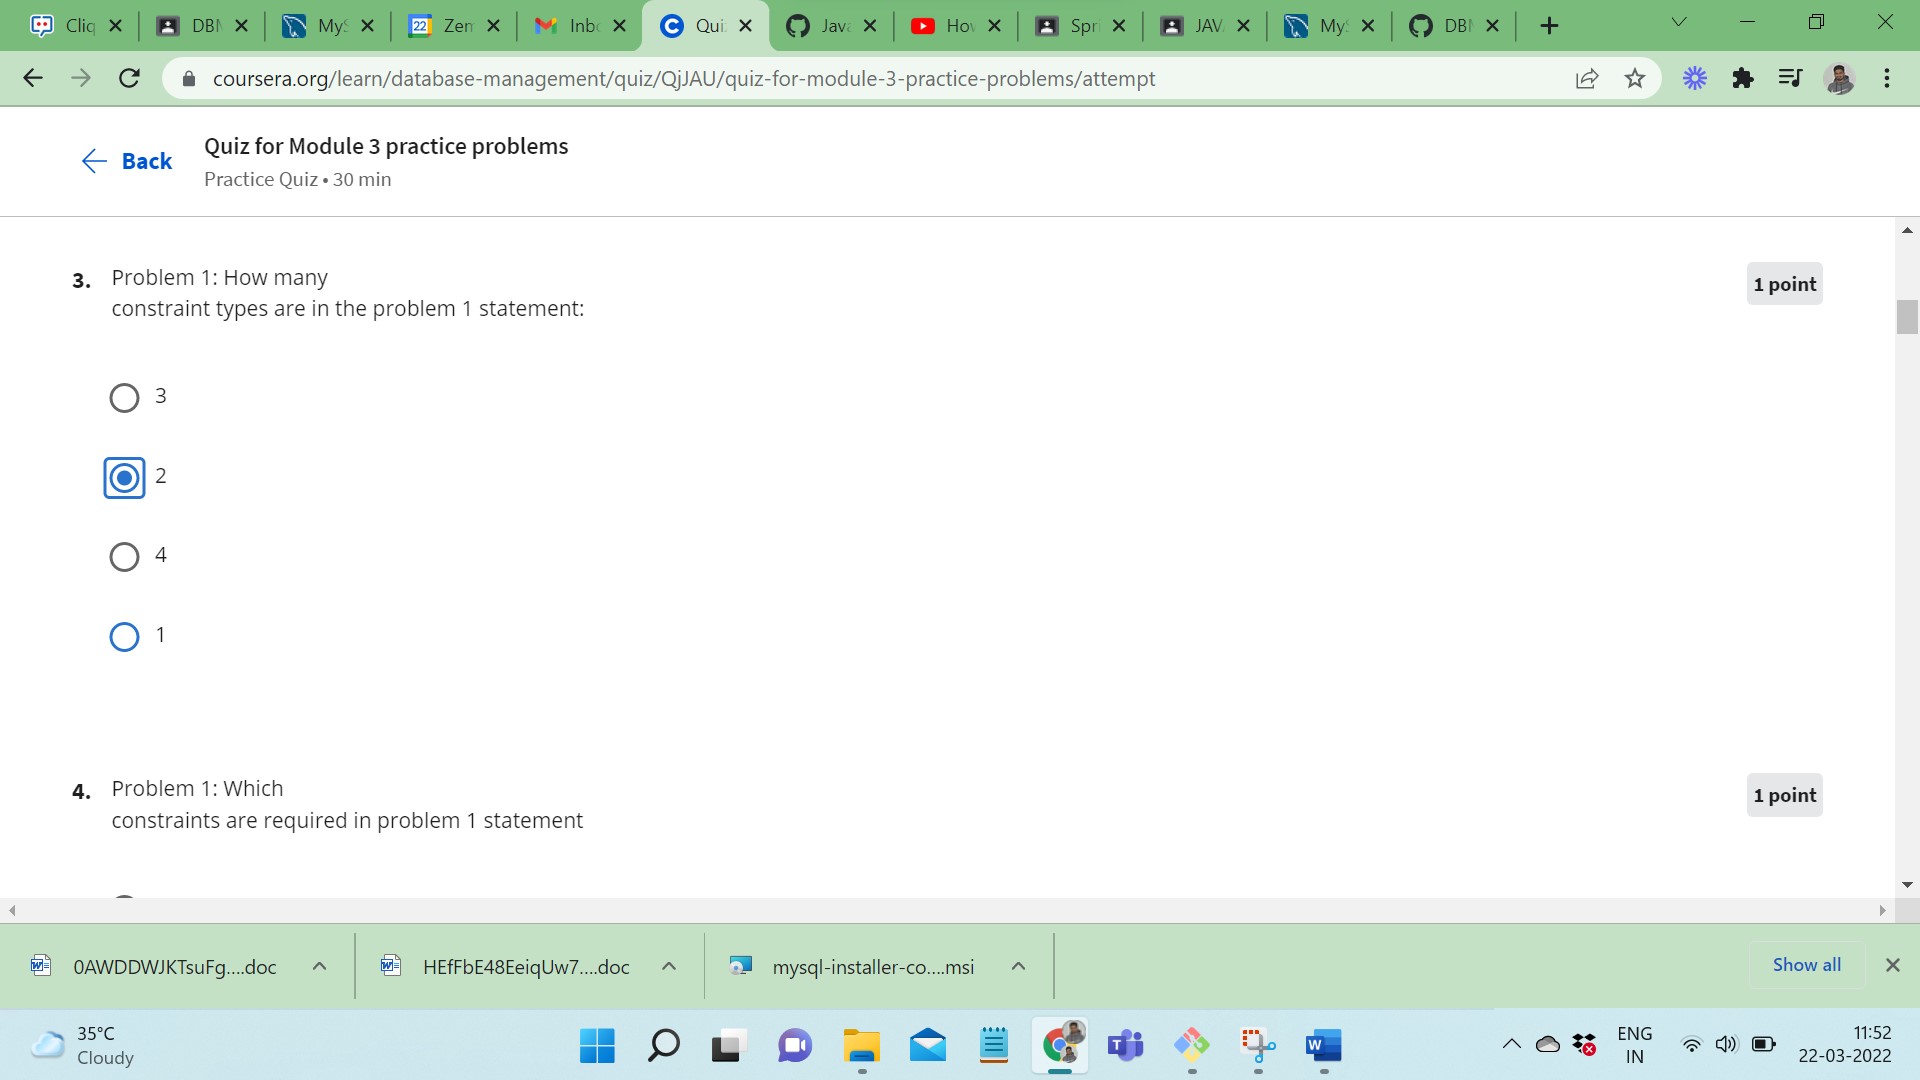 Cliq
DBM
MyS
22
Zem
Inbo
Qui
Java
How
Spri
JAVA
MyS
DBM
coursera.org/learn/database-management/quiz/QjJAU/quiz-for-module-3-practice-problems/attempt
Back
Quiz for Module 3 practice problems
Practice Quiz • 30 min
3. Problem 1: How many
constraint types are in the problem 1 statement:
1 point
3
2
4
1
4. Problem 1: Which
constraints are required in problem 1 statement
1 point
0AWDDWJKTsuFg....doc
HEfFbE48EeiqUw7....doc
mysql-installer-co....msi
Show all
35°C
Cloudy
ENG
IN
11:52
22-03-2022